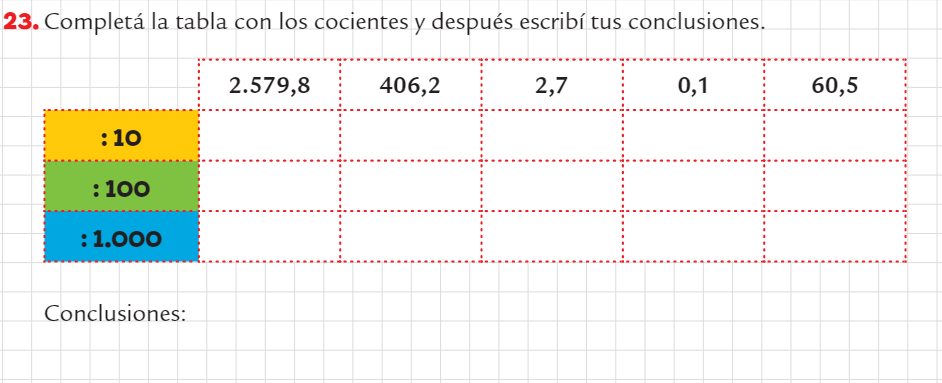 23. Completá la tabla con los cocientes y después escribí tus conclusiones.
2.579,8 406,2 2,7 0,1 60,5
: 10
: 100
: 1.000
Conclusiones: